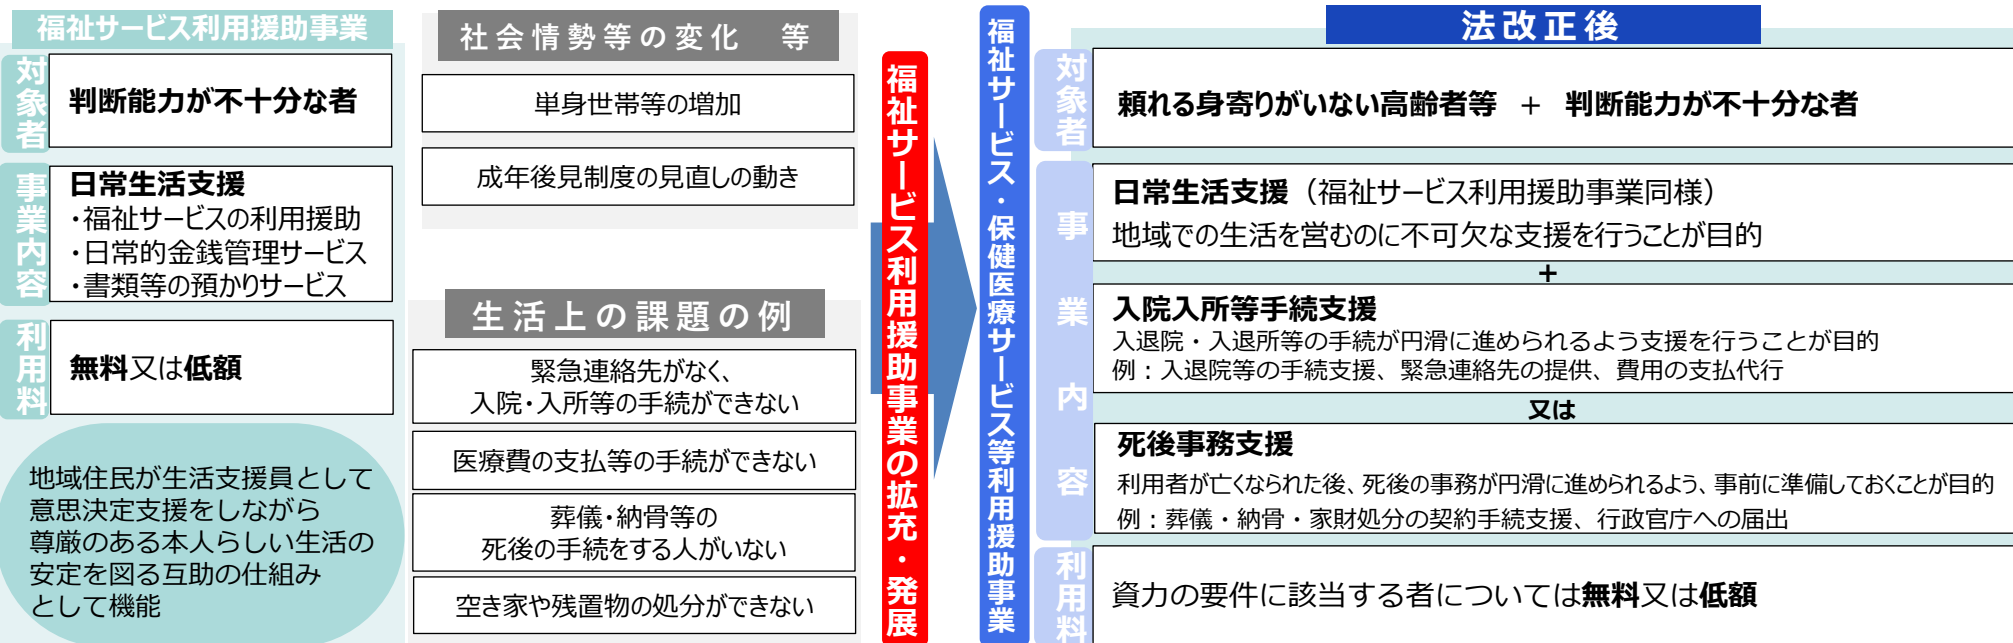 福祉サービス利用援助事業
対象者
判断能力が不十分な者
事業内容
日常生活支援
・福祉サービスの利用援助
・日常的金銭管理サービス
・書類等の預かりサービス
利用料
無料又は低額
地域住民が生活支援員として
意思決定支援をしながら
尊厳のある本人らしい生活の
安定を図る互助の仕組み
として機能
社会情勢等の変化　等
単身世帯等の増加
成年後見制度の見直しの動き
生活上の課題の例
緊急連絡先がなく、
入院・入所等の手続ができない
医療費の支払等の手続ができない
葬儀・納骨等の
死後の手続をする人がいない
空き家や残置物の処分ができない
福祉サービス利用援助事業の拡充・発展
福祉サービス・保健医療サービス等利用援助事業
法改正後
対象者
頼れる身寄りがいない高齢者等　+　判断能力が不十分な者
事業内容
日常生活支援（福祉サービス利用援助事業同様）
地域での生活を営むのに不可欠な支援を行うことが目的
+
入院入所等手続支援
入退院・入退所等の手続が円滑に進められるよう支援を行うことが目的
例：入退院等の手続支援、緊急連絡先の提供、費用の支払代行
又は
死後事務支援
利用者が亡くなられた後、死後の事務が円滑に進められるよう、事前に準備しておくことが目的
例：葬儀・納骨・家財処分の契約手続支援、行政官庁への届出
利用料
資力の要件に該当する者については無料又は低額